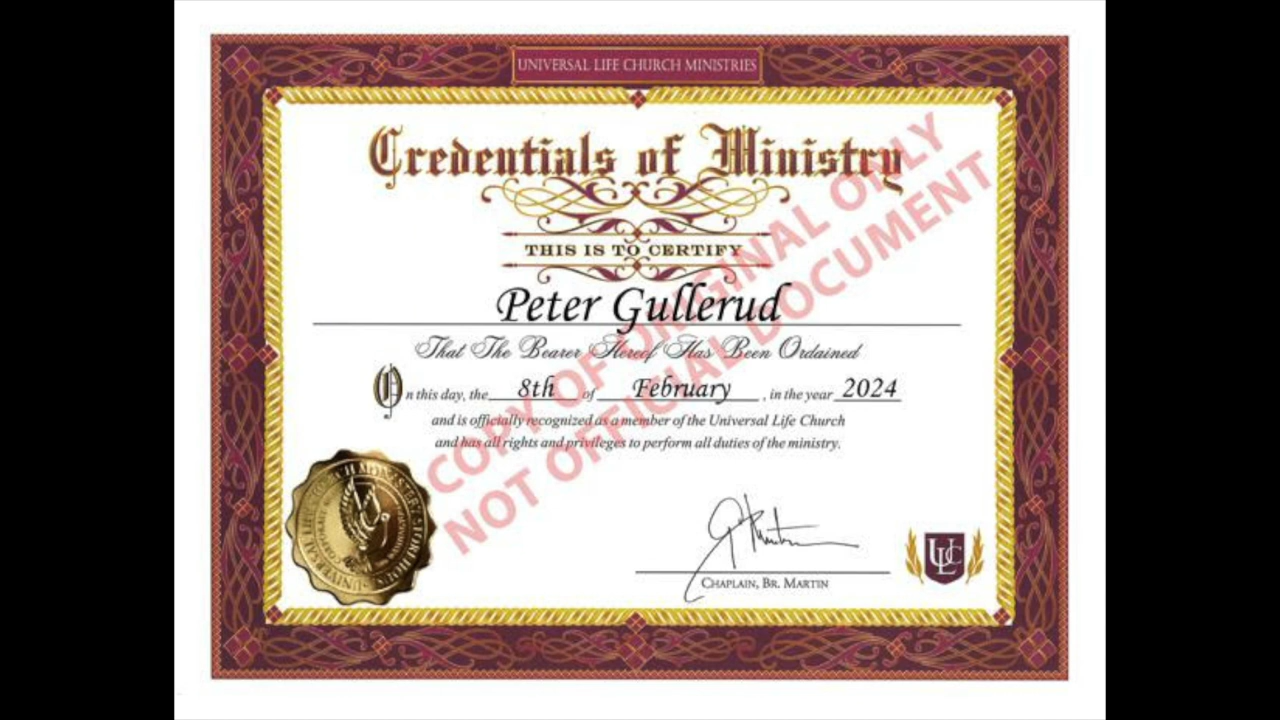 UNIVERSAL LIFE CHURCH MINISTRIES
Credentials of Ministry
THIS IS TO CERTIFY
Peter Gullerud
That The Bearer Hereof Has Been Ordained
On this day, the 8th of February, in the year 2024
and is officially recognized as a member of the Universal Life Church
and has all rights and privileges to perform all duties of the ministry.
COPY OF ORIGINAL ONLY
NOT OFFICIAL DOCUMENT
CHAPLAIN, BR. MARTIN
ULC